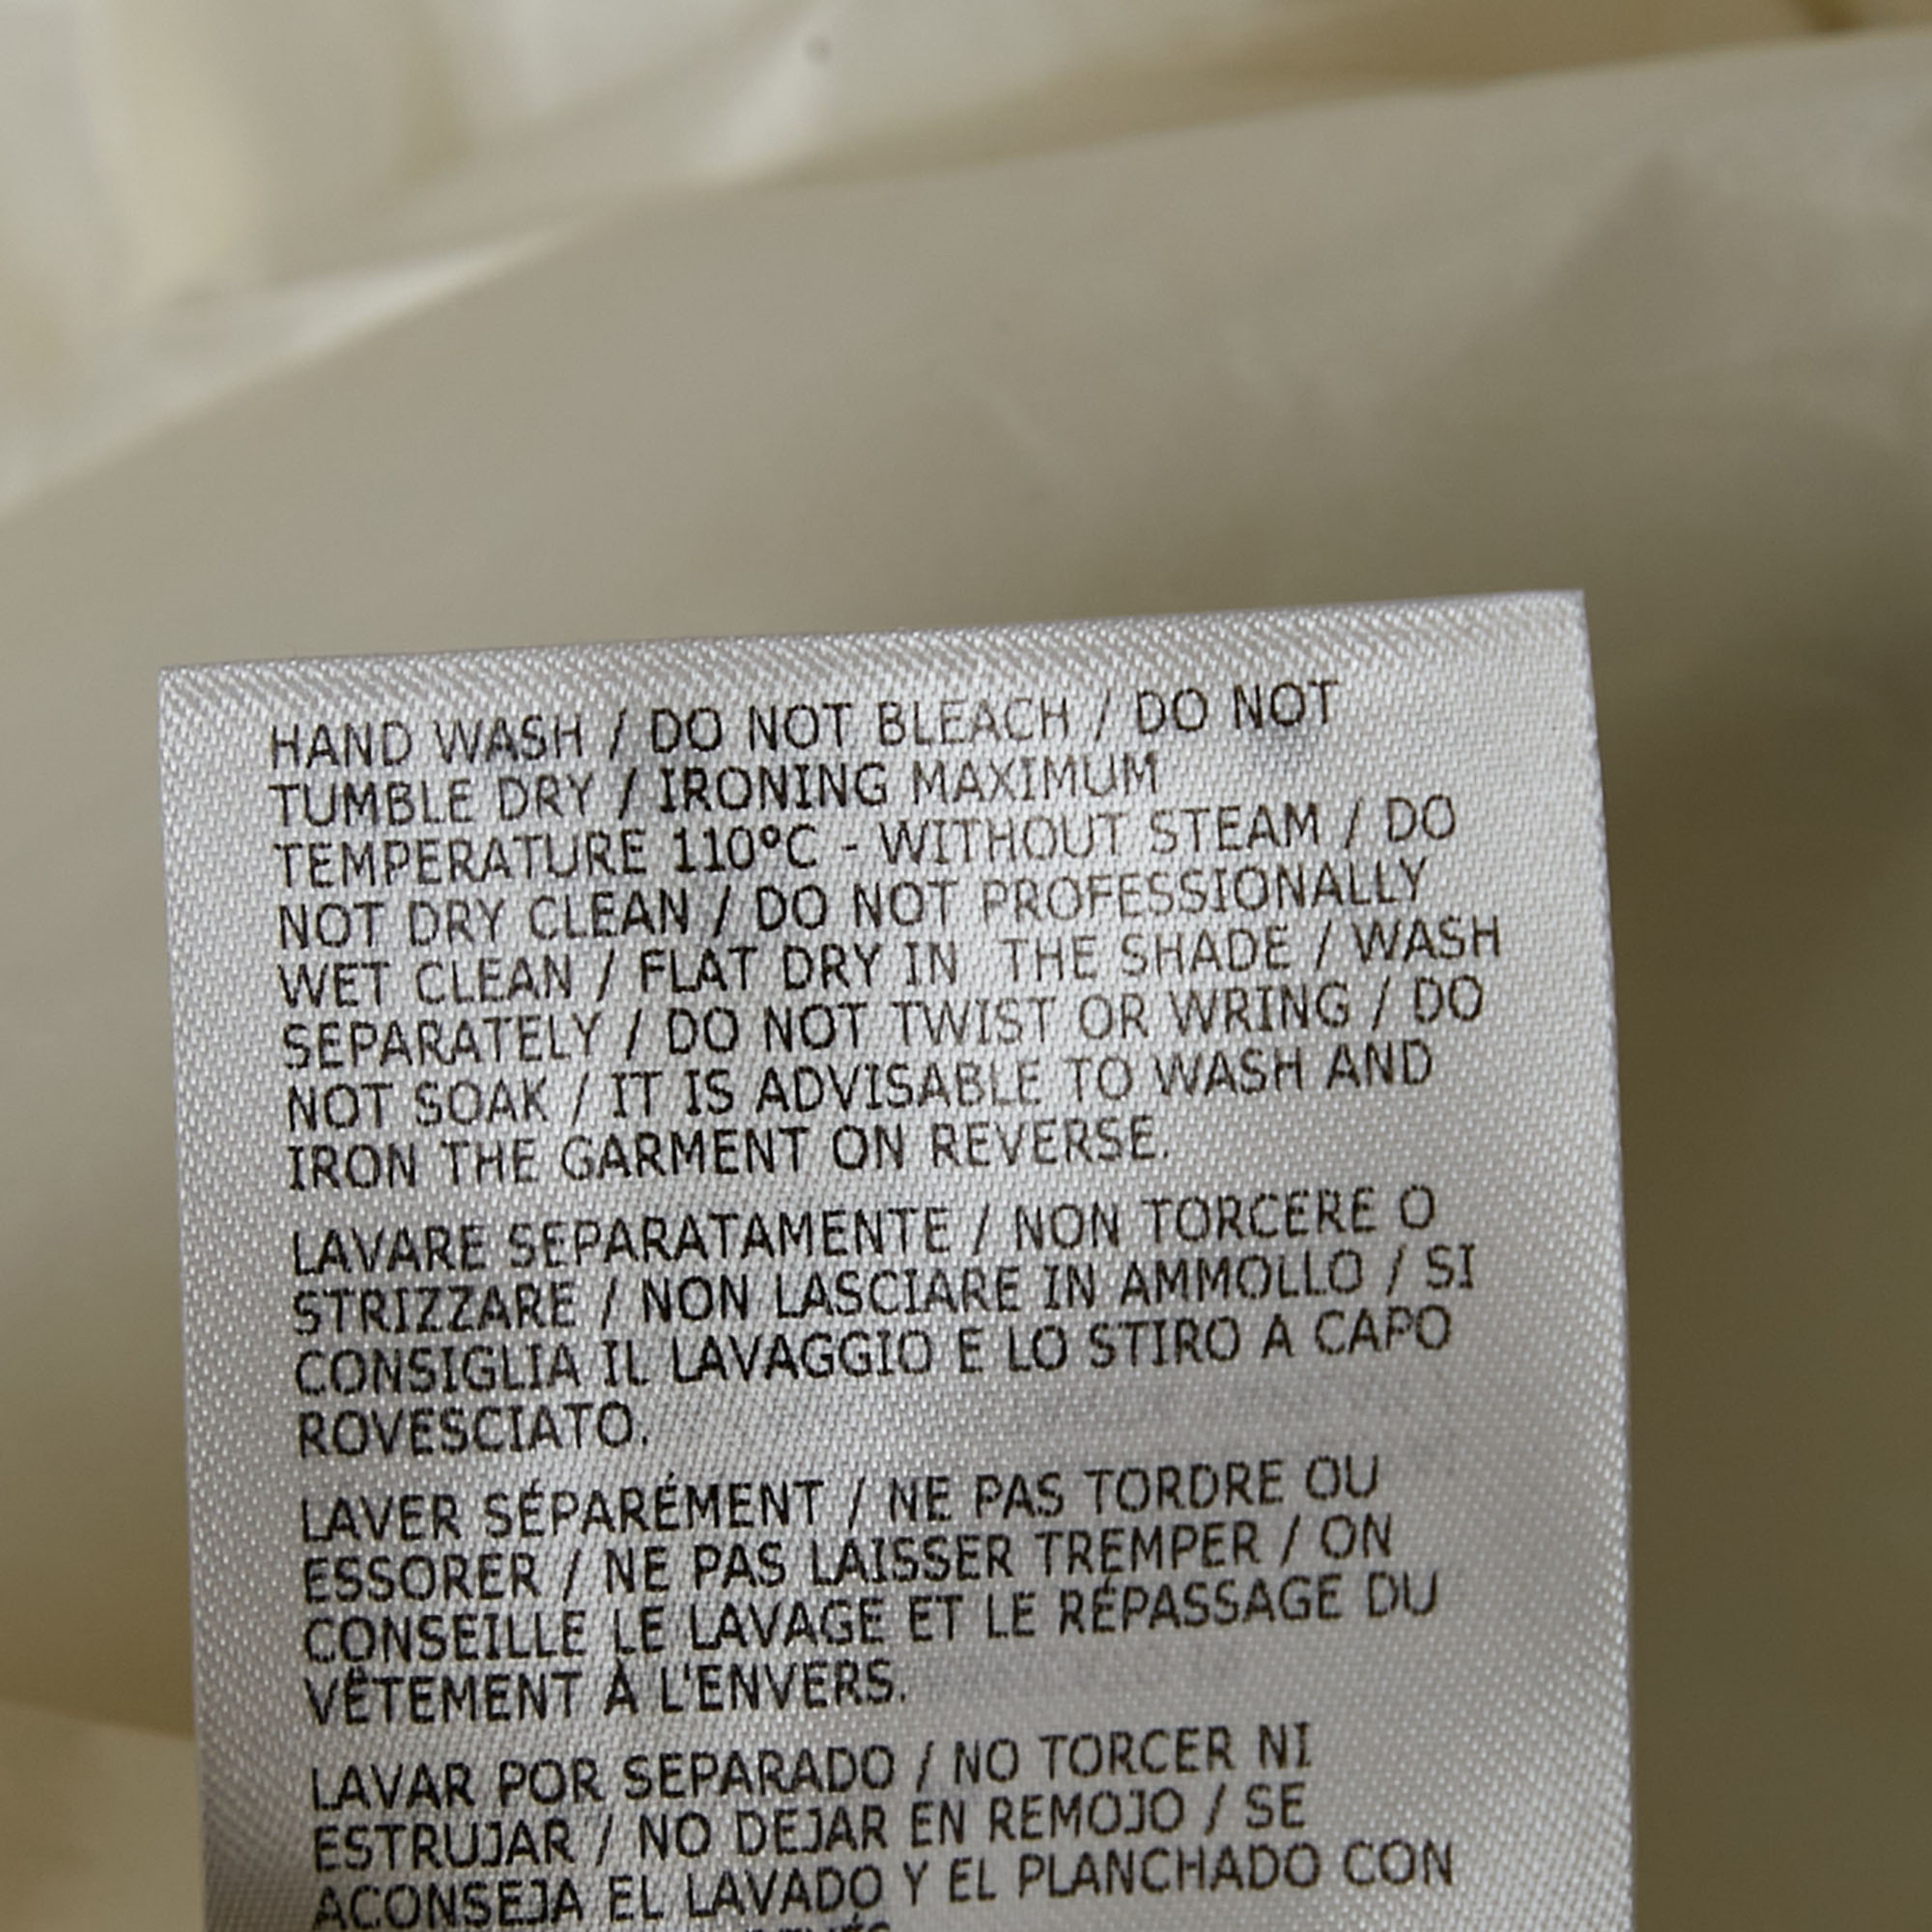 HAND WASH / DO NOT BLEACH / DO NOT
TUMBLE DRY / IRONING MAXIMUM
TEMPERATURE 110°C - WITHOUT STEAM / DO
NOT DRY CLEAN / DO NOT PROFESSIONALLY
WET CLEAN / FLAT DRY IN THE SHADE / WASH
SEPARATELY / DO NOT TWIST OR WRING / DO
NOT SOAK / IT IS ADVISABLE TO WASH AND
IRON THE GARMENT ON REVERSE.
LAVARE SEPARATAMENTE / NON TORCERE O
STRIZZARE / NON LASCIARE IN AMMOLLO / SI
CONSIGLIA IL LAVAGGIO E LO STIRO A CAPO
ROVESCIATO.
LAVER SÉPARÉMENT / NE PAS TORDRE OU
ESSORER / NE PAS LAISSER TREMPER / ON
CONSEILLE LE LAVAGE ET LE RÉPASSAGE DU
VÊTEMENT À L'ENVERS.
LAVAR POR SEPARADO / NO TORCER NI
ESTRUJAR / NO DEJAR EN REMOJO / SE
ACONSEJA EL LAVADO Y EL PLANCHADO CON